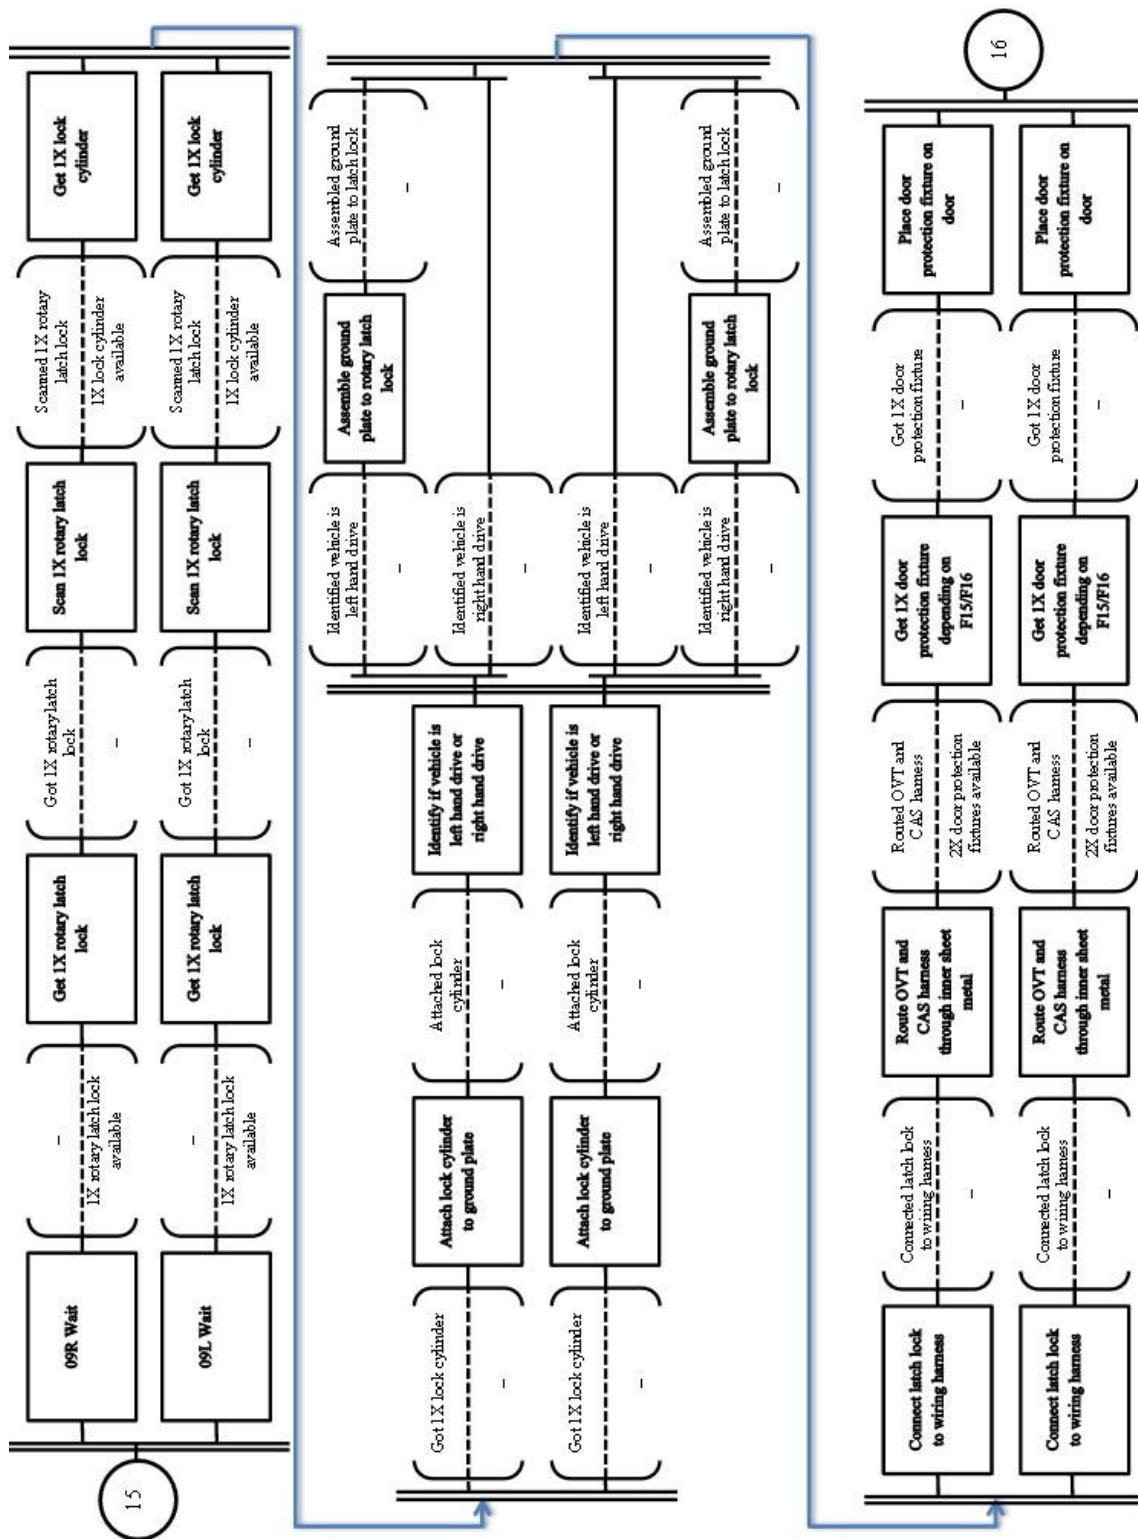 15
09R Wait
–
1X rotary latch lock
available
Get 1X rotary latch
lock
Got 1X rotary latch
lock
–
Scan 1X rotary latch
lock
Scanned 1X rotary
latch lock
1X lock cylinder
available
Get 1X lock
cylinder
09L Wait
–
1X rotary latch lock
available
Get 1X rotary latch
lock
Got 1X rotary latch
lock
–
Scan 1X rotary latch
lock
Scanned 1X rotary
latch lock
1X lock cylinder
available
Get 1X lock
cylinder
Got 1X lock cylinder
–
Attach lock cylinder
to ground plate
Attached lock
cylinder
–
Identify if vehicle is
left hand drive or
right hand drive
Identified vehicle is
left hand drive
–
Assemble ground
plate to rotary latch
lock
Assembled ground
plate to latch lock
–
Identified vehicle is
right hand drive
–
Got 1X lock cylinder
–
Attach lock cylinder
to ground plate
Attached lock
cylinder
–
Identify if vehicle is
left hand drive or
right hand drive
Identified vehicle is
left hand drive
–
Identified vehicle is
right hand drive
–
Assemble ground
plate to rotary latch
lock
Assembled ground
plate to latch lock
–
Connect latch lock
to wiring harness
Connected latch lock
to wiring harness
–
Route OVT and
CAS harness
through inner sheet
metal
Routed OVT and
CAS harness
2X door protection
fixtures available
Get 1X door
protection fixture
depending on
F15/F16
Got 1X door
protection fixture
–
Place door
protection fixture on
door
Connect latch lock
to wiring harness
Connected latch lock
to wiring harness
–
Route OVT and
CAS harness
through inner sheet
metal
Routed OVT and
CAS harness
2X door protection
fixtures available
Get 1X door
protection fixture
depending on
F15/F16
Got 1X door
protection fixture
–
Place door
protection fixture on
door
16